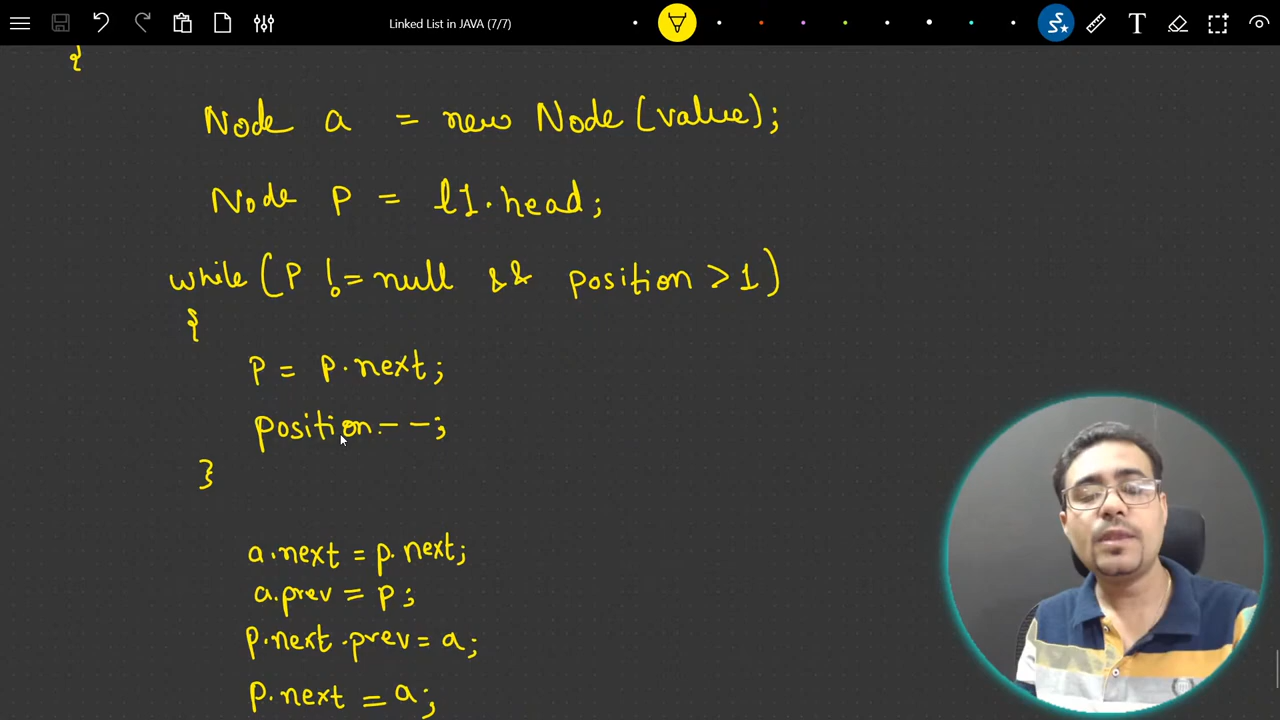 Linked List in JAVA (7/7)
T
{
Node a = new Node(value);
Node P = l1.head;
while(P != null && position > 1)
{
P = P.next;
position--;
}
a.next = p.next;
a.prev = p;
p.next.prev = a;
p.next = a;